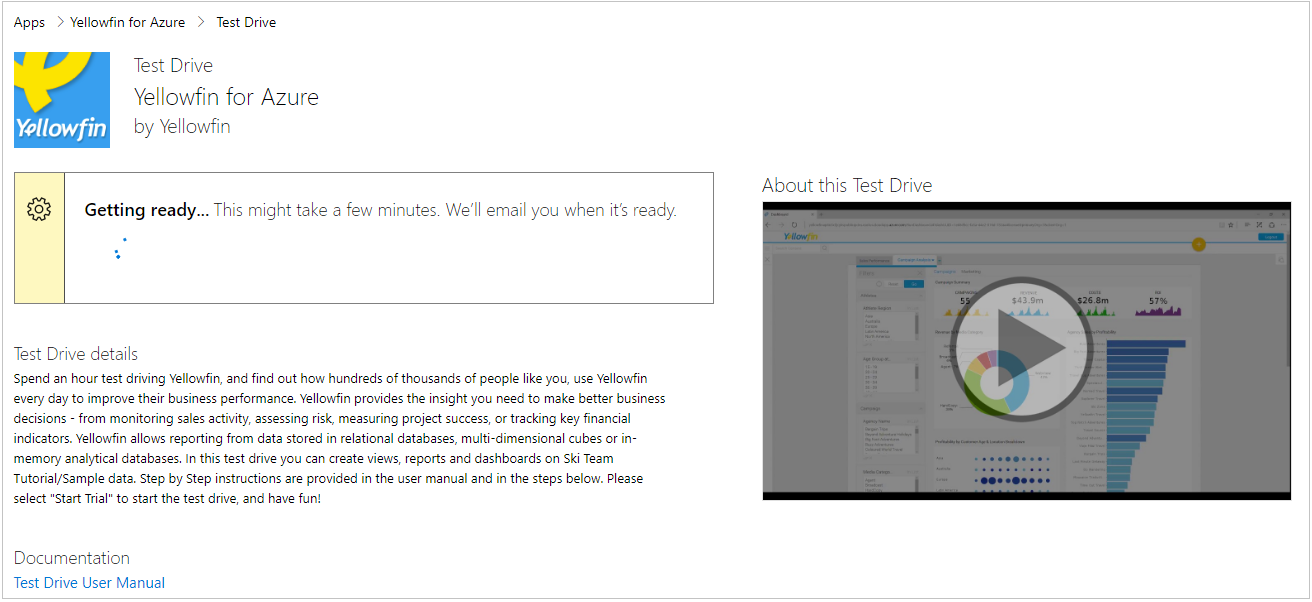 Apps > Yellowfin for Azure > Test Drive
Yellowfin
Test Drive
Yellowfin for Azure
by Yellowfin
Getting ready... This might take a few minutes. We'll email you when it's ready.
Test Drive details
Spend an hour test driving Yellowfin, and find out how hundreds of thousands of people like you, use Yellowfin
every day to improve their business performance. Yellowfin provides the insight you need to make better business
decisions - from monitoring sales activity, assessing risk, measuring project success, or tracking key financial
indicators. Yellowfin allows reporting from data stored in relational databases, multi-dimensional cubes or in-
memory analytical databases. In this test drive you can create views, reports and dashboards on Ski Team
Tutorial/Sample data. Step by Step instructions are provided in the user manual and in the steps below. Please
select "Start Trial" to start the test drive, and have fun!
Documentation
Test Drive User Manual
About this Test Drive
Yellowfin
Campaign Summary
55 $43.9m $26.8m 57%